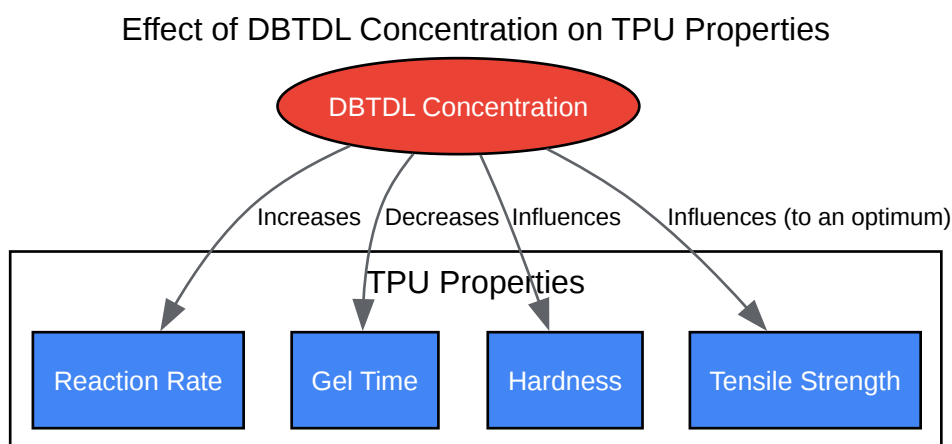 Effect of DBTDL Concentration on TPU Properties
DBTDL Concentration
Increases
Decreases
Influences
Influences (to an optimum)
TPU Properties
Reaction Rate
Gel Time
Hardness
Tensile Strength